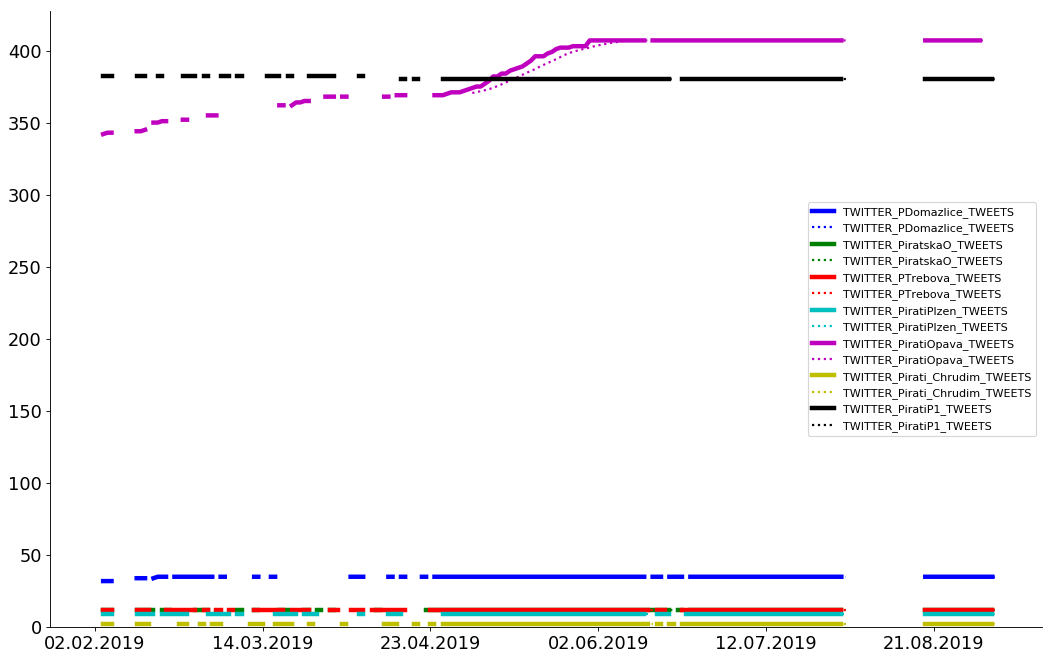 400
350
300
250
200
150
100
50
0
TWITTER_PDomazlice_TWEETS
TWITTER_PDomazlice_TWEETS
TWITTER_PiratskaO_TWEETS
TWITTER_PiratskaO_TWEETS
TWITTER_PTrebova_TWEETS
TWITTER_PTrebova_TWEETS
TWITTER_PiratiPlzen_TWEETS
TWITTER_PiratiPlzen_TWEETS
TWITTER_PiratiOpava_TWEETS
TWITTER_PiratiOpava_TWEETS
TWITTER_Pirati_Chrudim_TWEETS
TWITTER_Pirati_Chrudim_TWEETS
TWITTER_PiratiP1_TWEETS
TWITTER_PiratiP1_TWEETS
02.02.2019 14.03.2019 23.04.2019 02.06.2019 12.07.2019 21.08.2019